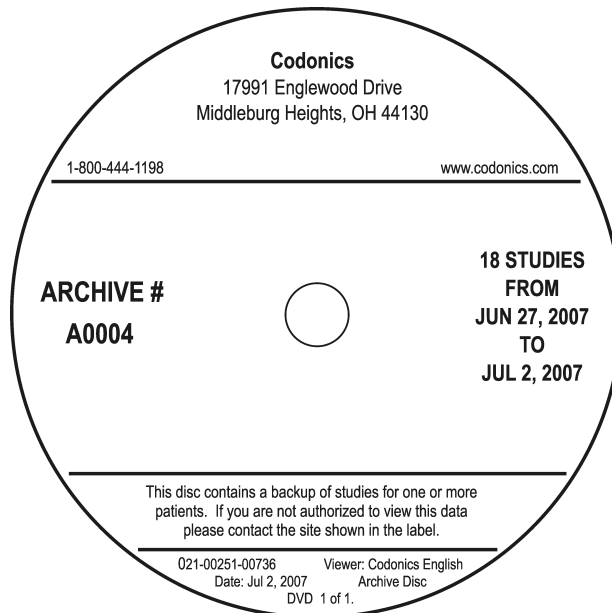 Codonics
17991 Englewood Drive
Middleburg Heights, OH 44130
1-800-444-1198
www.codonics.com
ARCHIVE #
A0004
18 STUDIES
FROM
JUN 27, 2007
TO
JUL 2, 2007
This disc contains a backup of studies for one or more
patients. If you are not authorized to view this data
please contact the site shown in the label.
021-00251-00736 Viewer: Codonics English
Date: Jul 2, 2007 Archive Disc
DVD 1 of 1.